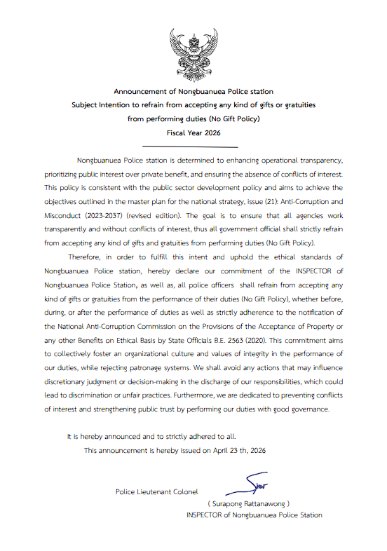 Announcement of Nongbuanuea Police station
Subject Intention to refrain from accepting any kind of gifts or gratuities
from performing duties (No Gift Policy)
Fiscal Year 2026
Nongbuanuea Police station is determined to enhancing operational transparency,
prioritizing public interest over private benefit, and ensuring the absence of conflicts of interest.
This policy is consistent with the public sector development policy and aims to achieve the
objectives outlined in the master plan for the national strategy, issue (21): Anti-Corruption and
Misconduct (2023-2037) (revised edition). The goal is to ensure that all agencies work
transparently and without conflicts of interest, thus all government official shall strictly refrain
from accepting any kind of gifts and gratuities from performing duties (No Gift Policy).
Therefore, in order to fulfill this intent and uphold the ethical standards of
Nongbuanuea Police station, hereby declare our commitment of the INSPECTOR of
Nongbuanuea Police Station, as well as, all police officers shall refrain from accepting any
kind of gifts or gratuities from the performance of their duties (No Gift Policy), whether before,
during, or after the performance of duties as well as strictly adherence to the notification of
the National Anti-Corruption Commission on the Provisions of the Acceptance of Property or
any other Benefits on Ethical Basis by State Officials B.E. 2563 (2020). This commitment aims
to collectively foster an organizational culture and values of integrity in the performance of
our duties, while rejecting patronage systems. We shall avoid any actions that may influence
discretionary judgment or decision-making in the discharge of our responsibilities, which could
lead to discrimination or unfair practices. Furthermore, we are dedicated to preventing conflicts
of interest and strengthening public trust by performing our duties with good governance.
It is hereby announced and to strictly adhered to all.
This announcement is hereby issued on April 23 th, 2026
Police Lieutenant Colonel
( Surapong Rattanawong )
INSPECTOR of Nongbuanuea Police Station